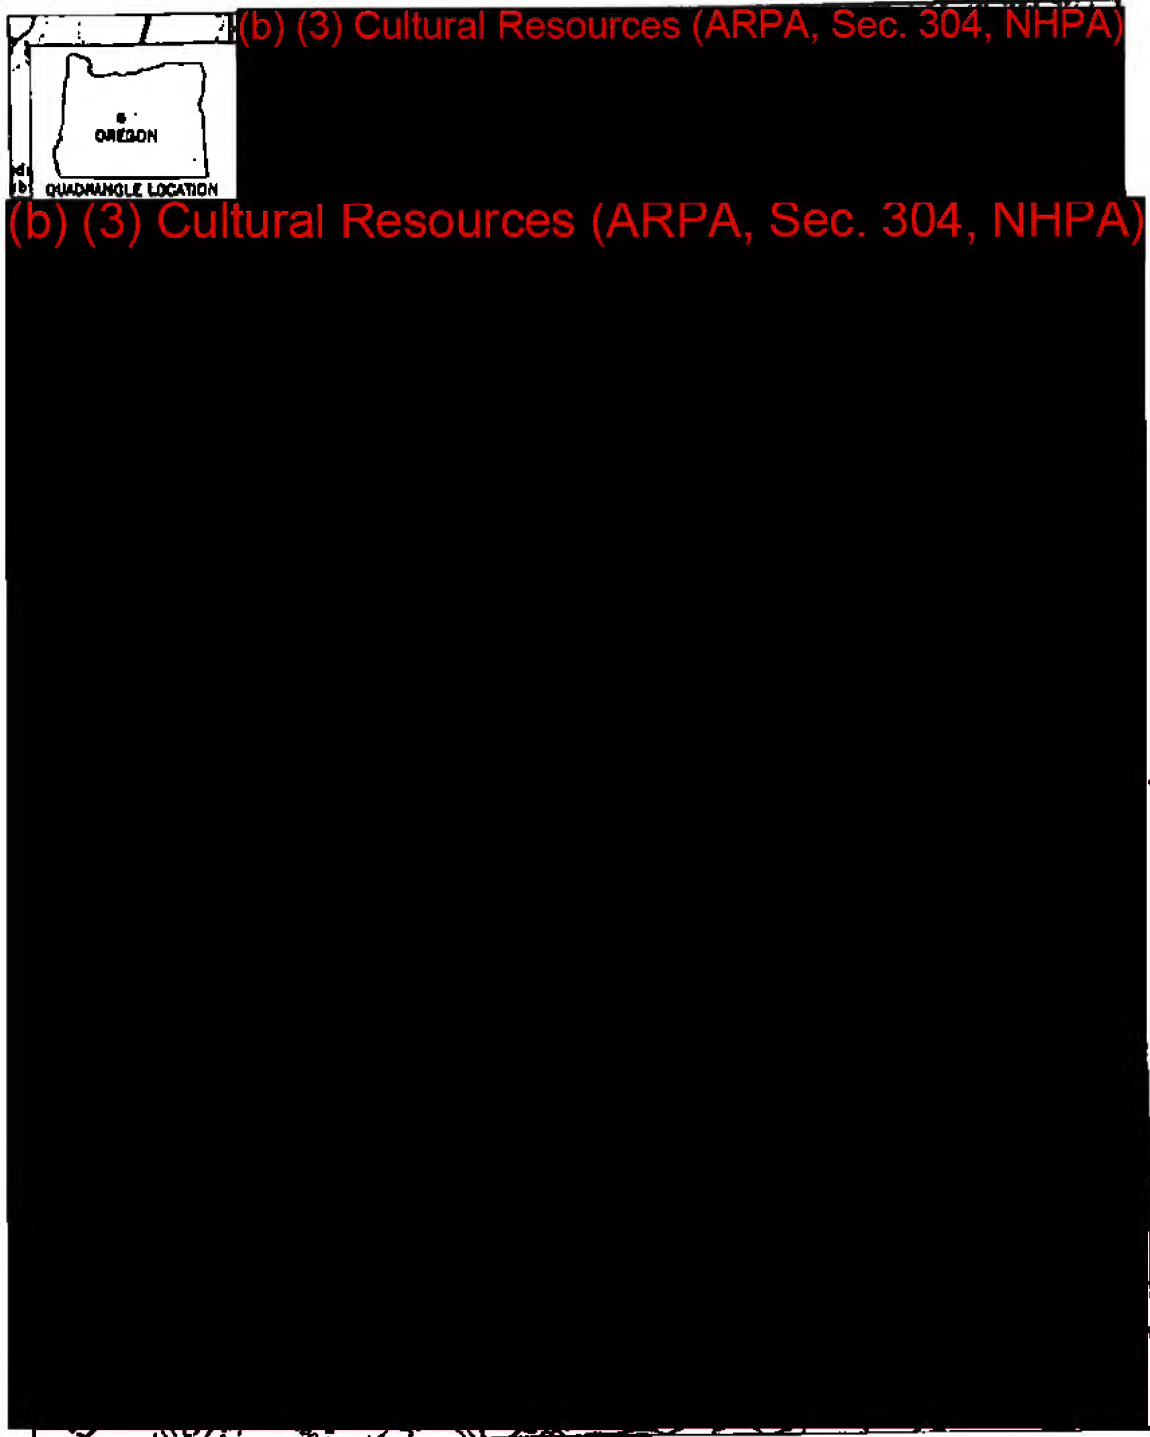 (b) (3) Cultural Resources (ARPA, Sec. 304, NHPA)
OREGON
QUADRANGLE LOCATION
(b) (3) Cultural Resources (ARPA, Sec. 304, NHPA)